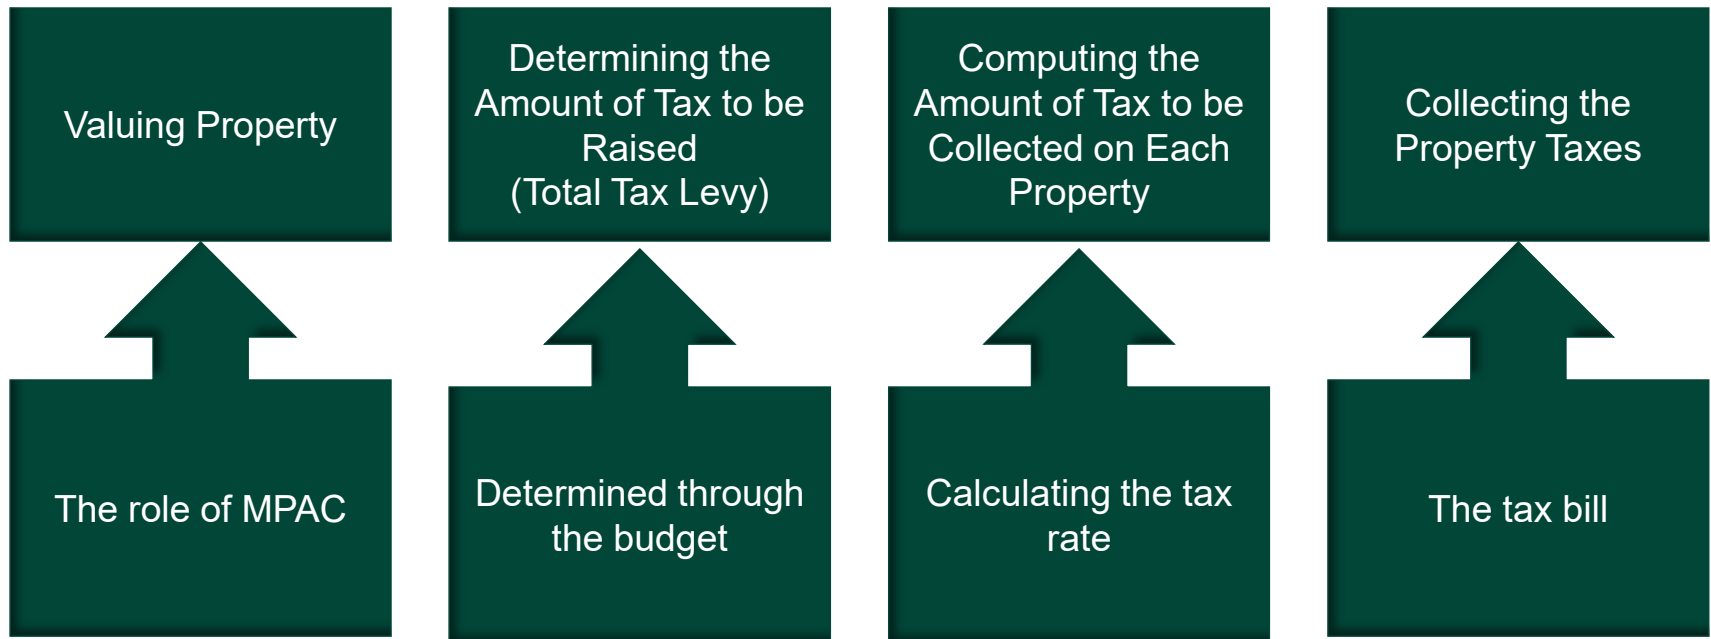 Valuing Property
Determining the
Amount of Tax to be
Raised
(Total Tax Levy)
Computing the
Amount of Tax to be
Collected on Each
Property
Collecting the
Property Taxes
The role of MPAC
Determined through
the budget
Calculating the tax
rate
The tax bill